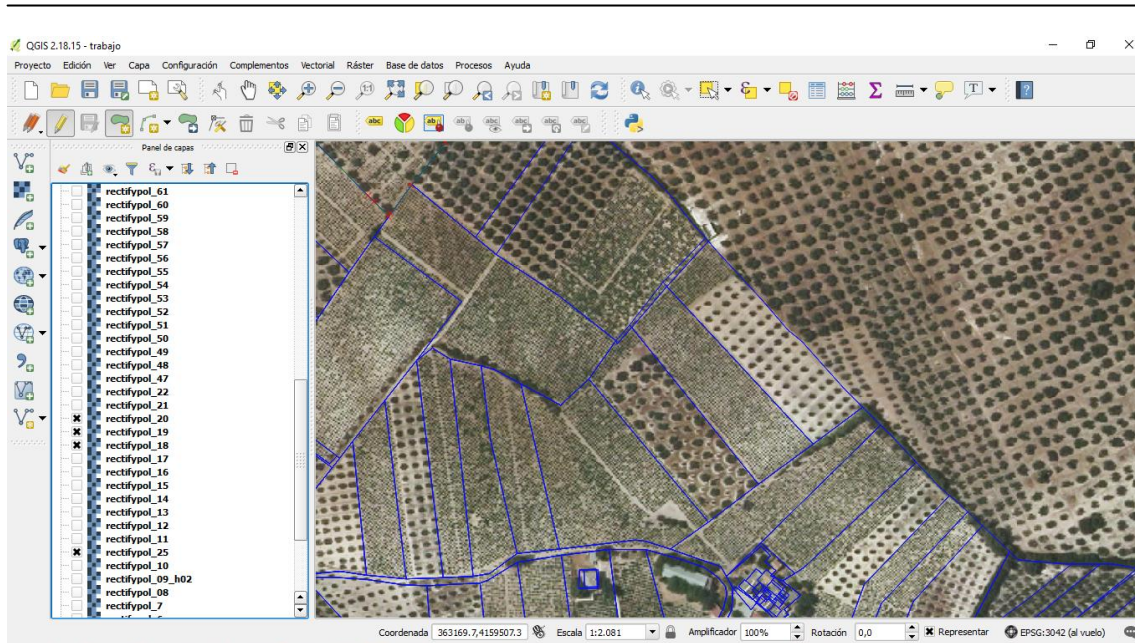 QGIS 2.18.15 - trabajo
Proyecto Edición Ver Capa Configuración Complementos Vectorial Ráster Base de datos Procesos Ayuda
Panel de capas
rectifypol_61
rectifypol_60
rectifypol_59
rectifypol_58
rectifypol_57
rectifypol_56
rectifypol_55
rectifypol_54
rectifypol_53
rectifypol_52
rectifypol_51
rectifypol_50
rectifypol_49
rectifypol_48
rectifypol_47
rectifypol_22
rectifypol_21
rectifypol_20
rectifypol_19
rectifypol_18
rectifypol_17
rectifypol_16
rectifypol_15
rectifypol_14
rectifypol_13
rectifypol_12
rectifypol_11
rectifypol_25
rectifypol_10
rectifypol_09_h02
rectifypol_08
rectifypol_7
Coordenada 363169.7,4159507.3 Escala 1:2.081 Amplificador 100% Rotación 0,0 Representar EPSG:3042 (al vuelo)